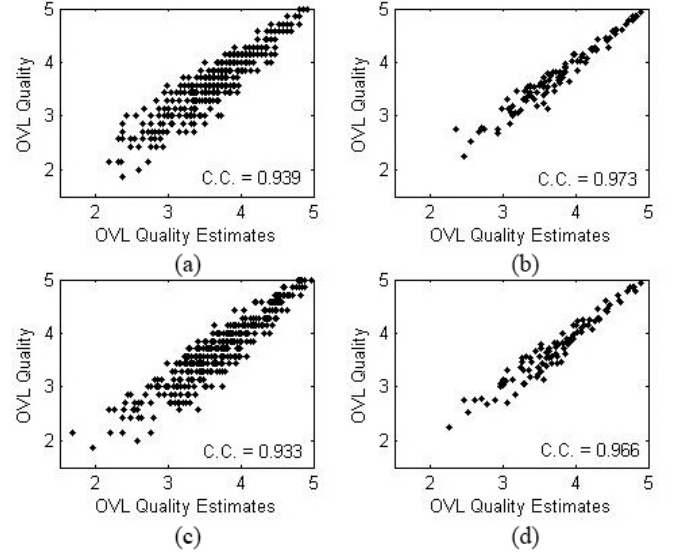 5
4
3
2
OVL Quality
C.C. = 0.939
2 3 4 5
OVL Quality Estimates
(a)
5
4
3
2
OVL Quality
C.C. = 0.973
2 3 4 5
OVL Quality Estimates
(b)
5
4
3
2
OVL Quality
C.C. = 0.933
2 3 4 5
OVL Quality Estimates
(c)
5
4
3
2
OVL Quality
C.C. = 0.966
2 3 4 5
OVL Quality Estimates
(d)